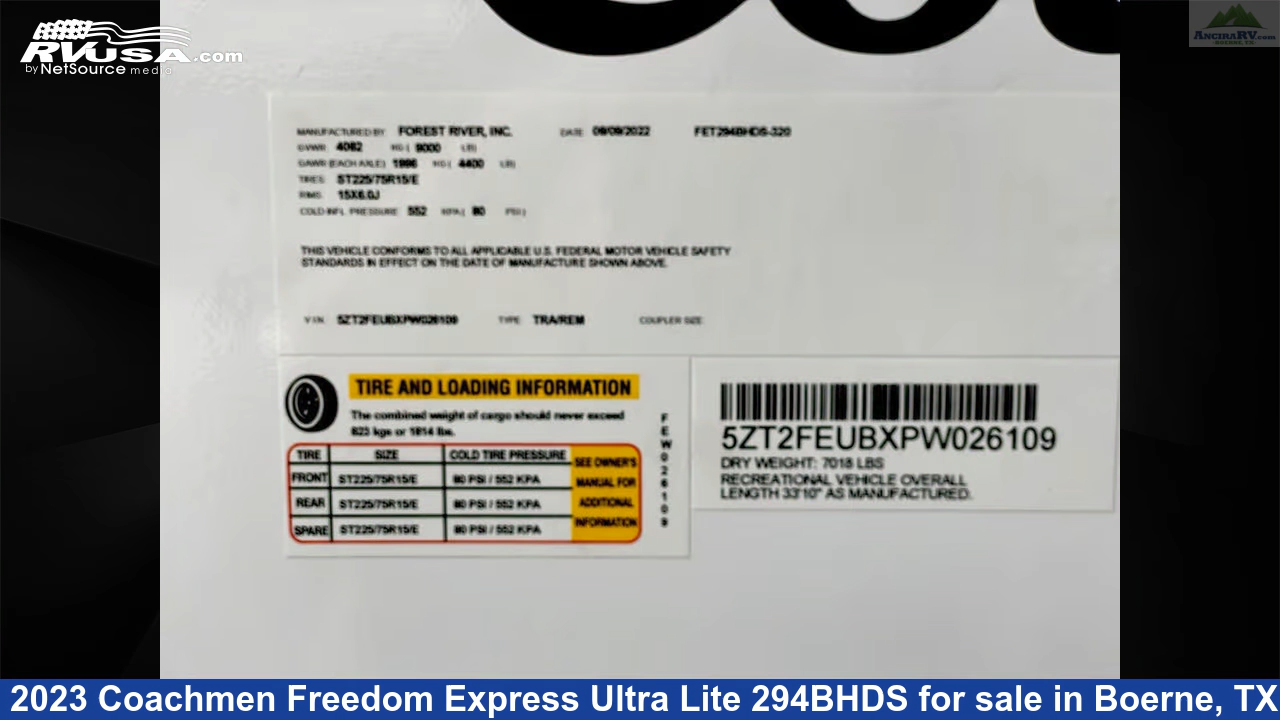 RVUSA.com
by NetSource media
ANCIRARV.com
BOERNE, TX
MANUFACTURED BY FOREST RIVER, INC. DATE 09/09/2022 FET294BHDS-320
GVWR 4082 KG ( 9000 LB)
GAWR (EACH AXLE) 1996 KG ( 4400 LB)
TIRES ST225/75R15/E
RIMS 15X6.0J
COLD INFL. PRESSURE 552 KPA ( 80 PSI)
THIS VEHICLE CONFORMS TO ALL APPLICABLE U.S. FEDERAL MOTOR VEHICLE SAFETY
STANDARDS IN EFFECT ON THE DATE OF MANUFACTURE SHOWN ABOVE.
V.I.N. 5ZT2FEUBXPW026109 TYPE TRA/REM COUPLER SIZE
TIRE AND LOADING INFORMATION
The combined weight of cargo should never exceed
823 kgs or 1814 lbs.
TIRE SIZE COLD TIRE PRESSURE SEE OWNER'S MANUAL FOR ADDITIONAL INFORMATION
FRONT ST225/75R15/E 80 PSI / 552 KPA
REAR ST225/75R15/E 80 PSI / 552 KPA
SPARE ST225/75R15/E 80 PSI / 552 KPA
FEW026109
5ZT2FEUBXPW026109
DRY WEIGHT: 7018 LBS
RECREATIONAL VEHICLE OVERALL
LENGTH 33'10" AS MANUFACTURED.
2023 Coachmen Freedom Express Ultra Lite 294BHDS for sale in Boerne, TX